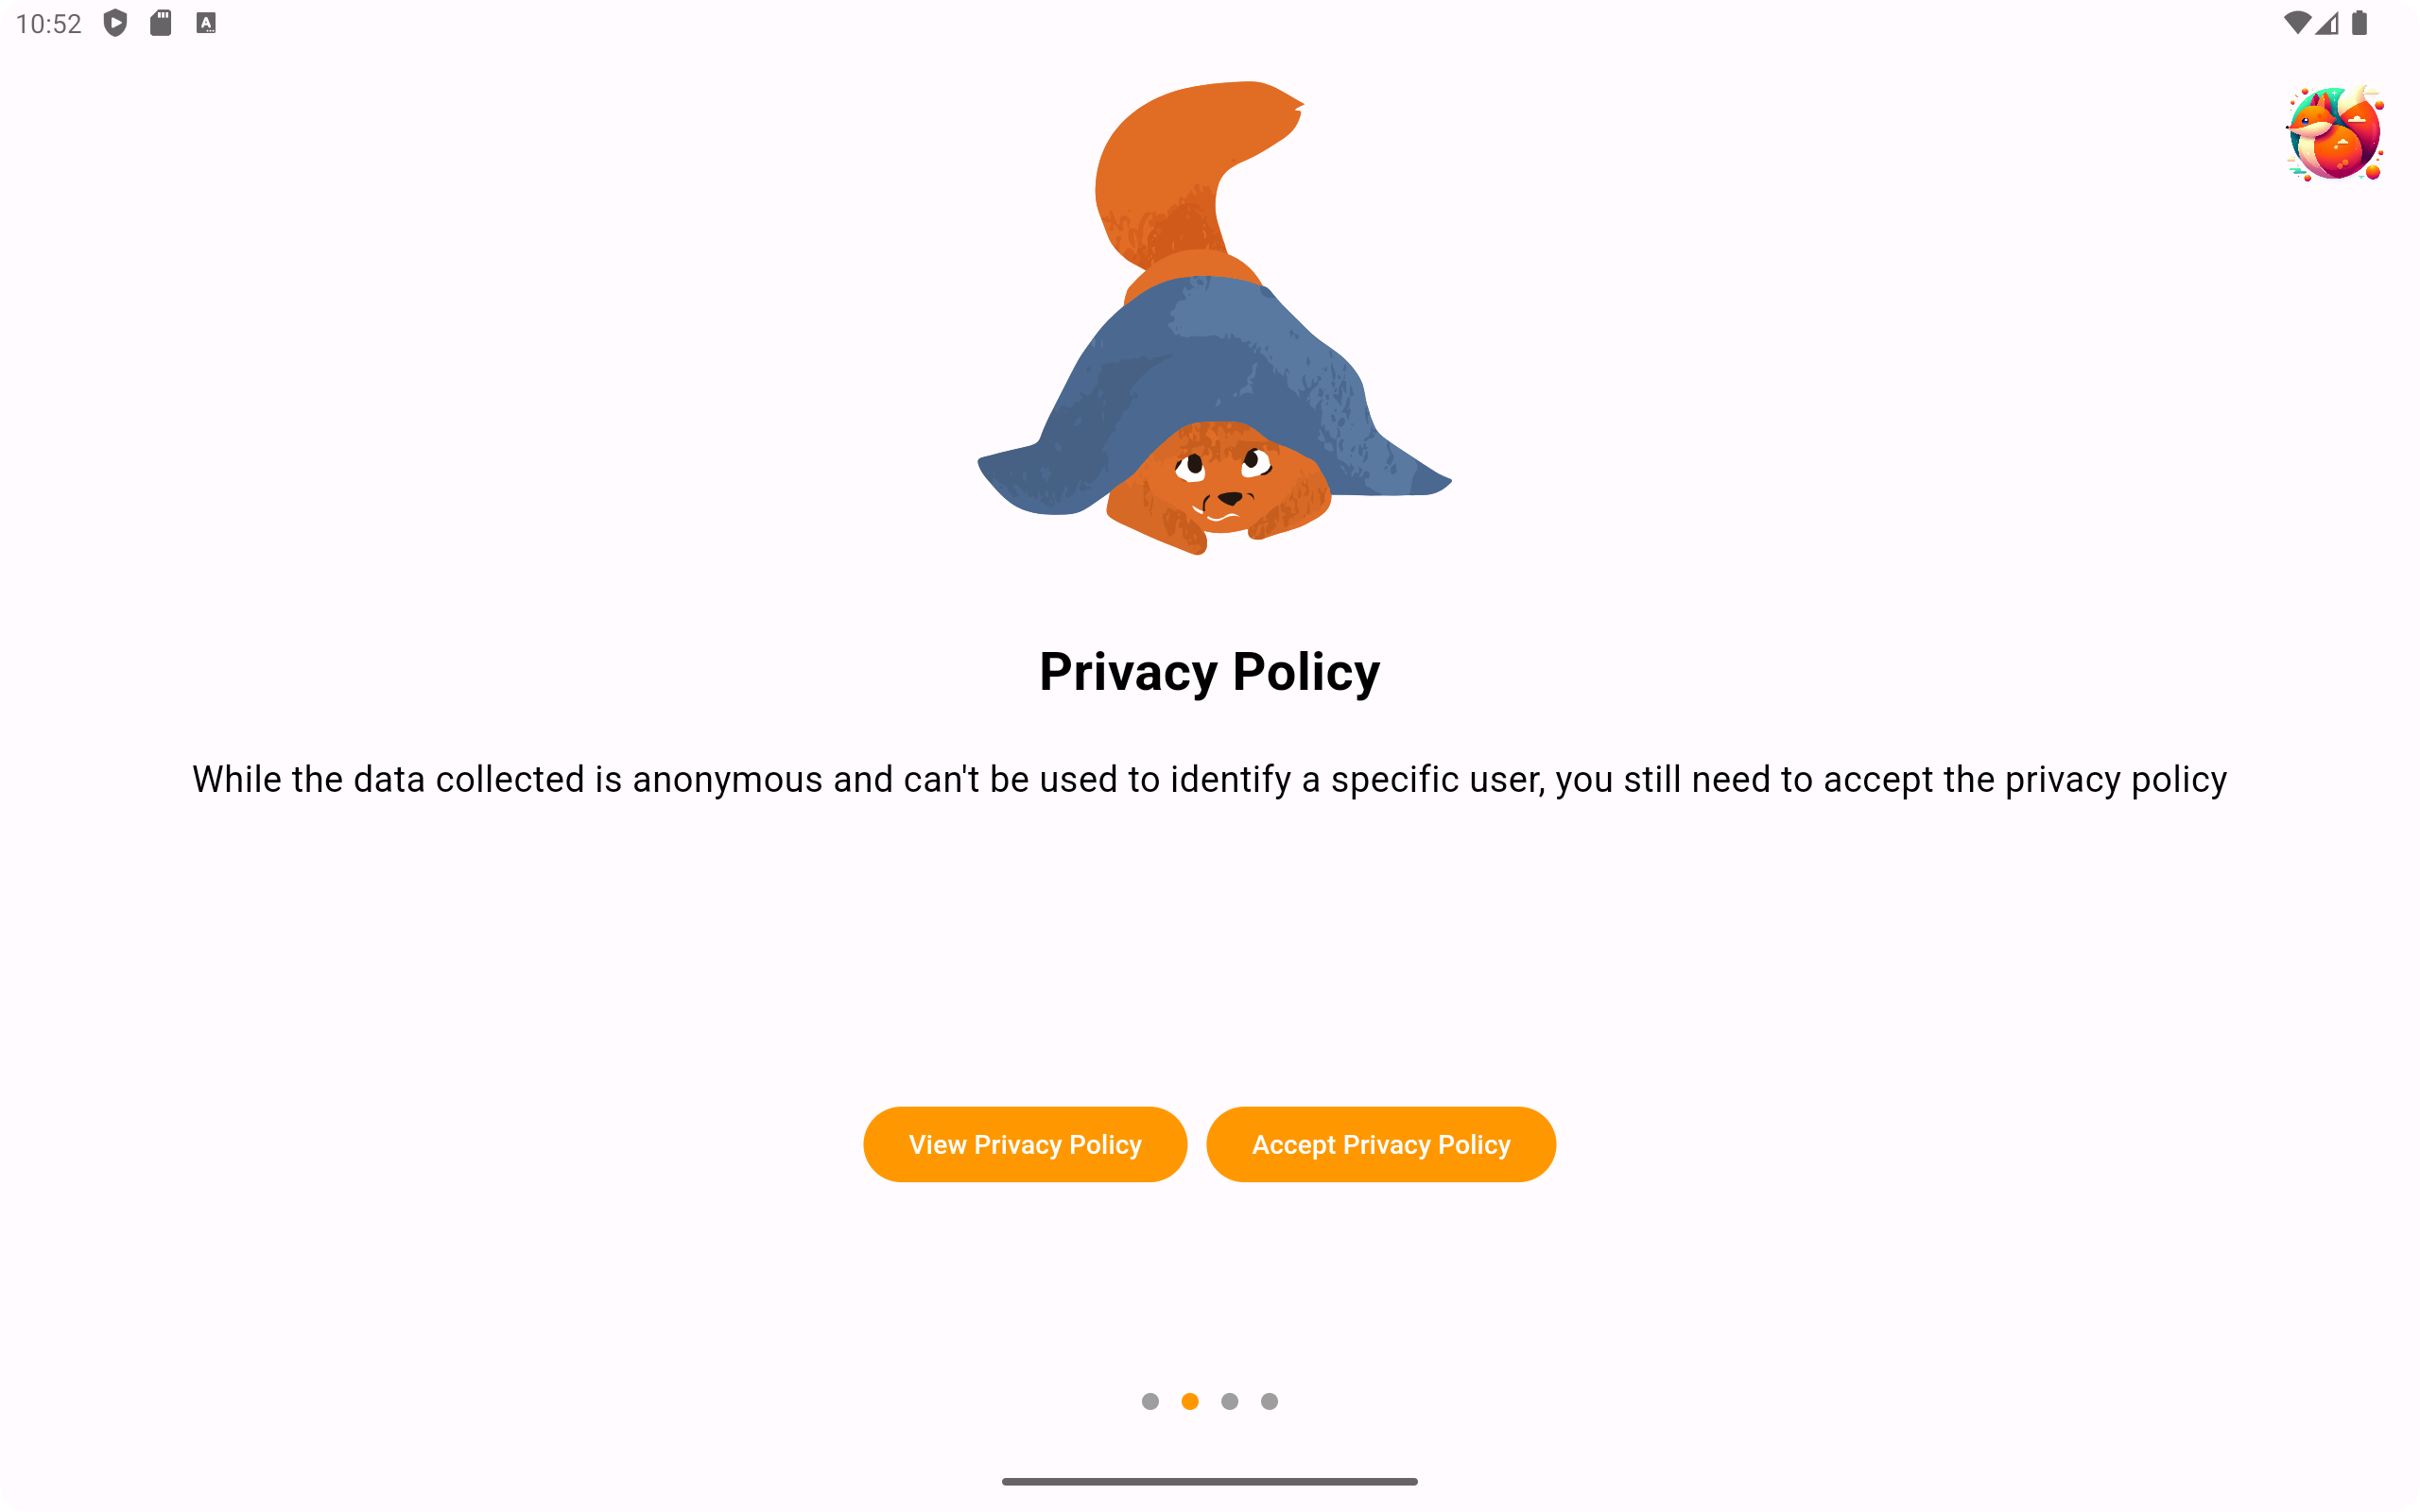 10:52
Privacy Policy
While the data collected is anonymous and can't be used to identify a specific user, you still need to accept the privacy policy
View Privacy Policy
Accept Privacy Policy